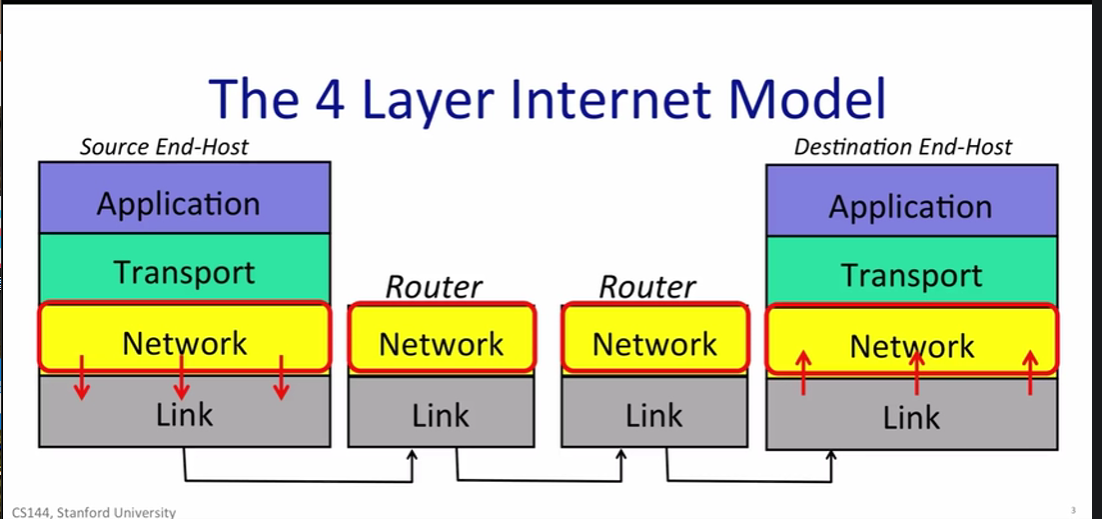 The 4 Layer Internet Model
Source End-Host
Destination End-Host
Application
Application
Transport
Transport
Router
Router
Network
Network
Network
Network
Link
Link
Link
Link
CS144, Stanford University
3